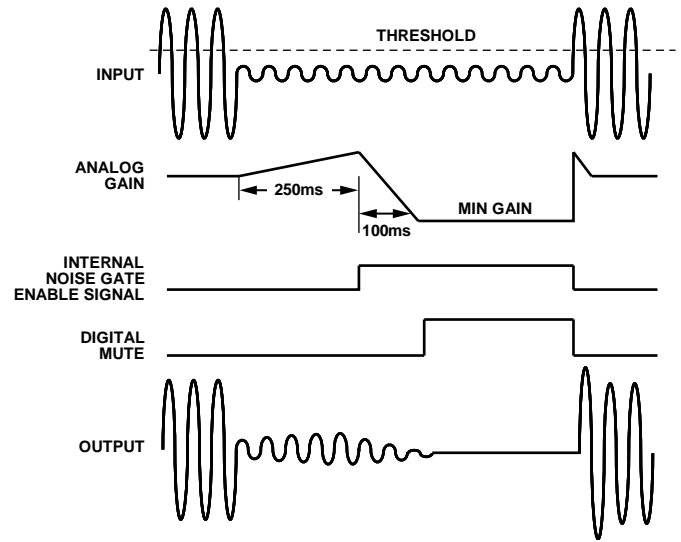 THRESHOLD
INPUT
ANALOG
GAIN
250ms
MIN GAIN
100ms
INTERNAL
NOISE GATE
ENABLE SIGNAL
DIGITAL
MUTE
OUTPUT